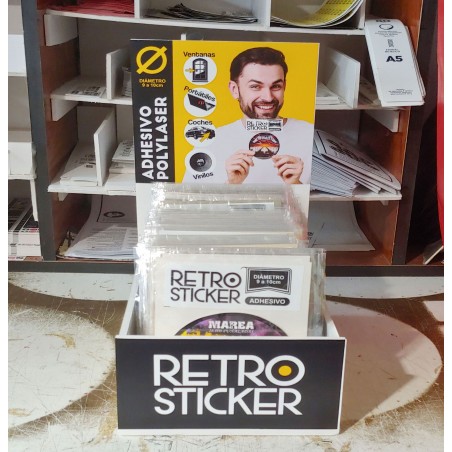 A5
DIÁMETRO
9 a 10cm
ADHESIVO
POLYLASER
Ventanas
Portátiles
Coches
Vinilos
RETRO
STICKER
RETRO
STICKER
DIÁMETRO
9 a 10cm
ADHESIVO
MAREA
RETRO
STICKER